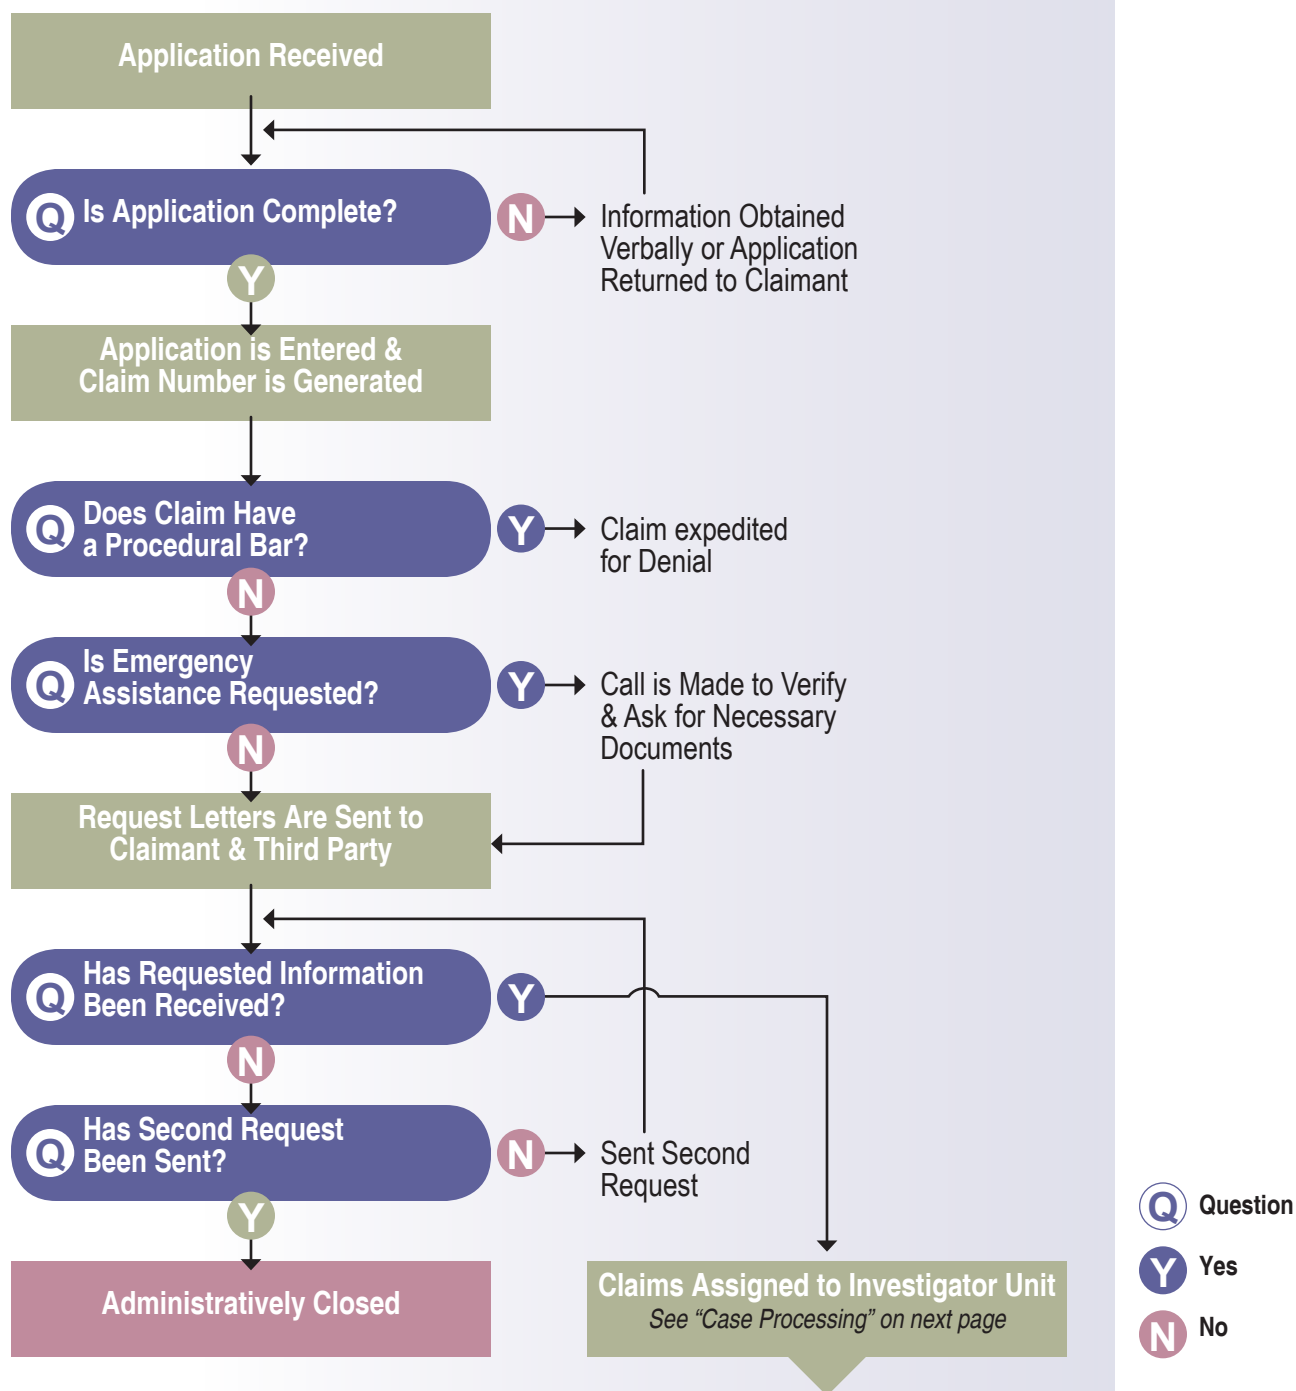 Application Received
Q Is Application Complete?
N
Information Obtained
Verbally or Application
Returned to Claimant
Y
Application is Entered &
Claim Number is Generated
Q Does Claim Have
a Procedural Bar?
Y
Claim expedited
for Denial
N
Q Is Emergency
Assistance Requested?
Y
Call is Made to Verify
& Ask for Necessary
Documents
N
Request Letters Are Sent to
Claimant & Third Party
Q Has Requested Information
Been Received?
Y
N
Q Has Second Request
Been Sent?
N
Sent Second
Request
Y
Administratively Closed
Claims Assigned to Investigator Unit
See “Case Processing” on next page
Q Question
Y Yes
N No